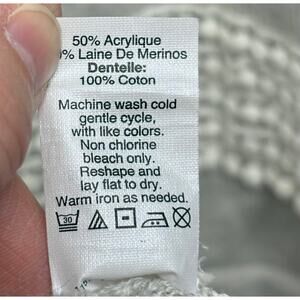 50% Acrylique
% Laine De Merinos
Dentelle:
100% Coton
Machine wash cold
gentle cycle,
with like colors.
Non chlorine
bleach only.
Reshape and
lay flat to dry.
Warm iron as needed.
30